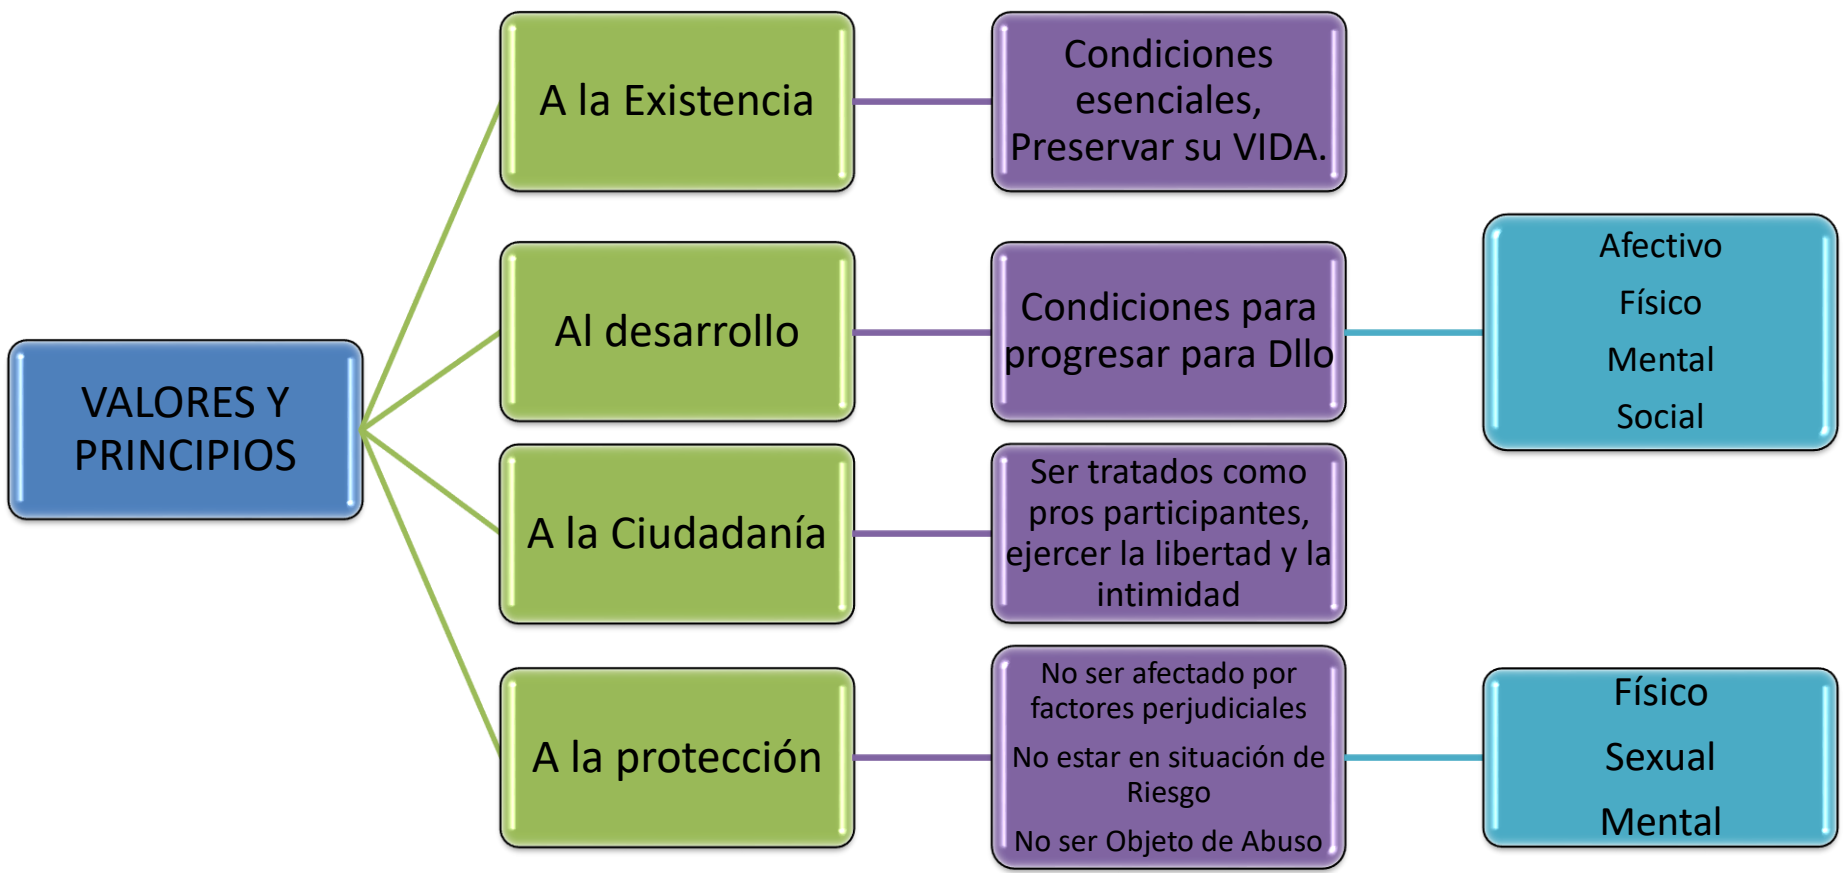 VALORES Y
PRINCIPIOS
A la Existencia
Condiciones
esenciales,
Preservar su VIDA.
Al desarrollo
Condiciones para
progresar para Dllo
Afectivo
Físico
Mental
Social
A la Ciudadanía
Ser tratados como
pros participantes,
ejercer la libertad y la
intimidad
A la protección
No ser afectado por
factores perjudiciales
No estar en situación de
Riesgo
No ser Objeto de Abuso
Físico
Sexual
Mental